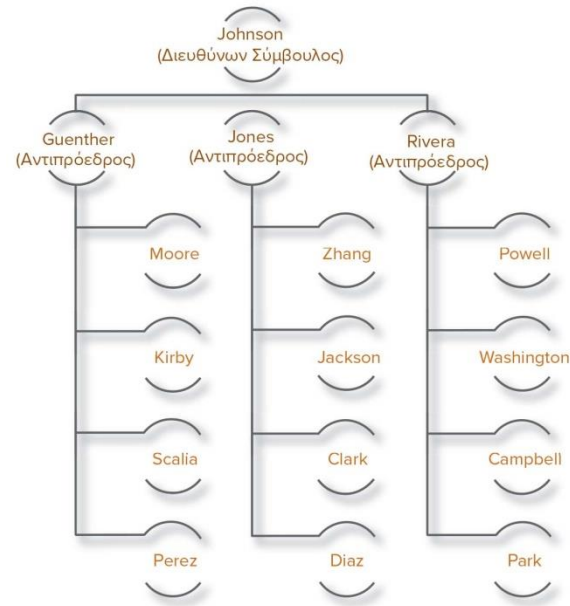 Johnson
(Διευθύνων Σύμβουλος)
Guenther
(Αντιπρόεδρος)
Jones
(Αντιπρόεδρος)
Rivera
(Αντιπρόεδρος)
Moore
Zhang
Powell
Kirby
Jackson
Washington
Scalia
Clark
Campbell
Perez
Diaz
Park